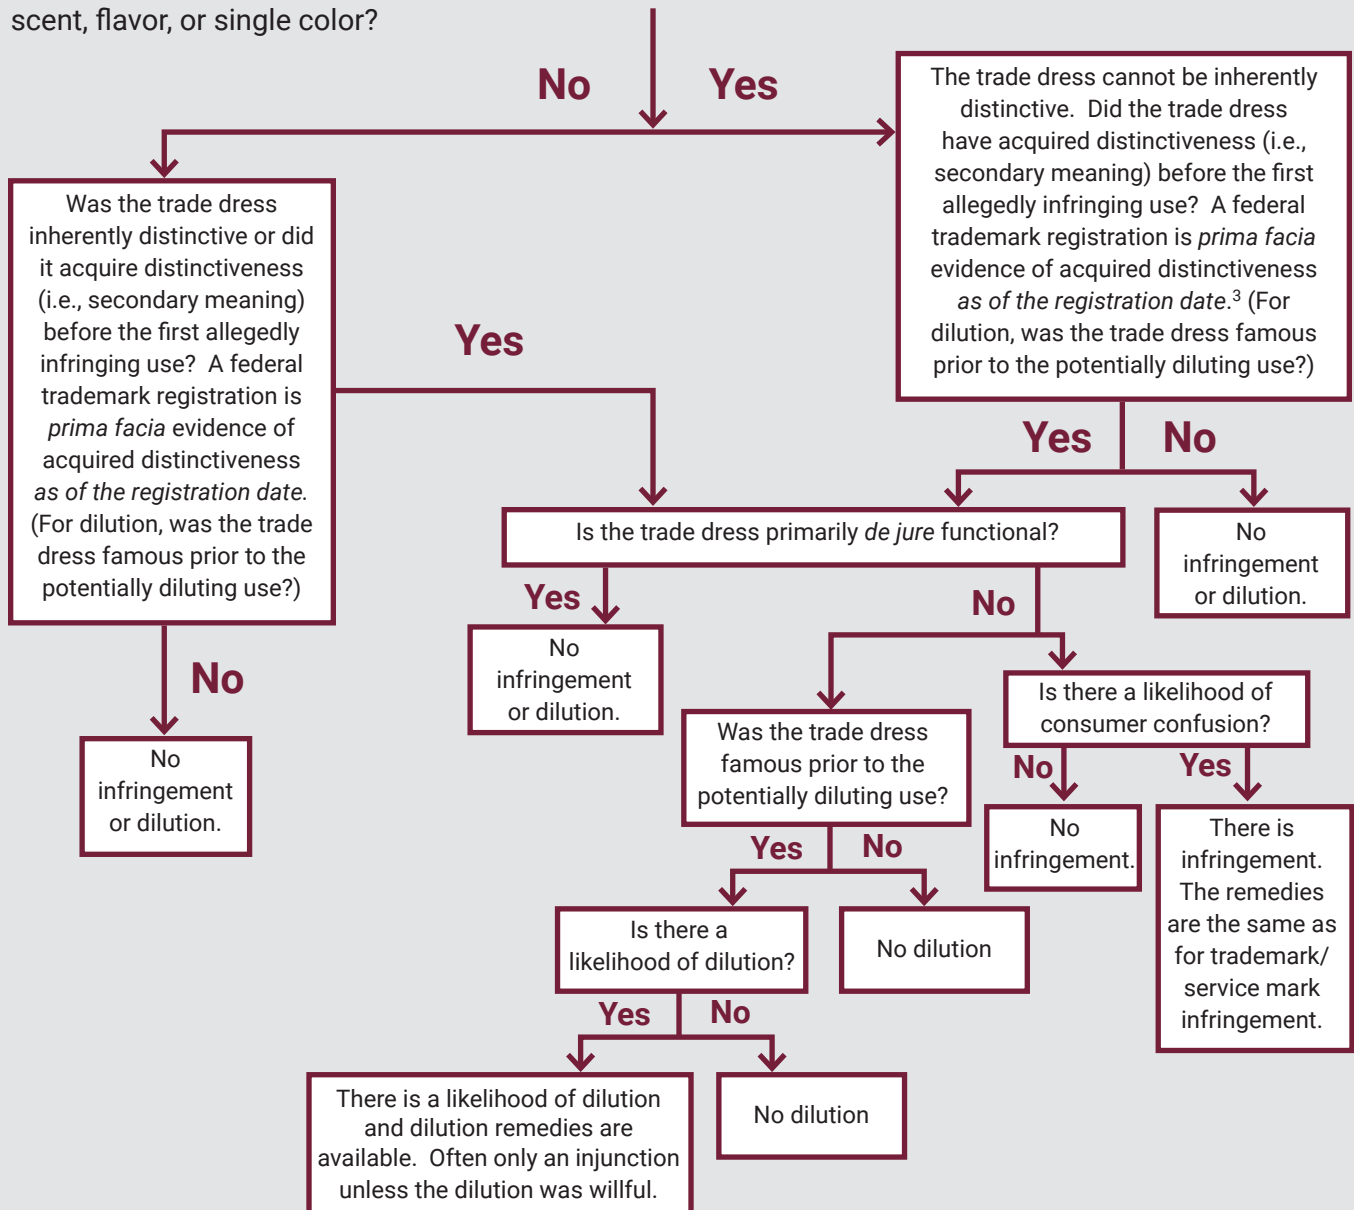 scent, flavor, or single color?
No
Yes
The trade dress cannot be inherently
distinctive.  Did the trade dress
have acquired distinctiveness (i.e.,
secondary meaning) before the first
allegedly infringing use?  A federal
trademark registration is prima facia
evidence of acquired distinctiveness
as of the registration date.³ (For
dilution, was the trade dress famous
prior to the potentially diluting use?)
Was the trade dress
inherently distinctive or did
it acquire distinctiveness
(i.e., secondary meaning)
before the first allegedly
infringing use?  A federal
trademark registration is
prima facia evidence of
acquired distinctiveness
as of the registration date.
(For dilution, was the trade
dress famous prior to the
potentially diluting use?)
Yes
Yes
No
Is the trade dress primarily de jure functional?
No
infringement
or dilution.
Yes
No
No
infringement
or dilution.
No
No
infringement
or dilution.
Is there a likelihood of
consumer confusion?
Was the trade dress
famous prior to the
potentially diluting use?
No
Yes
No
infringement.
There is
infringement.
The remedies
are the same as
for trademark/
service mark
infringement.
Yes
No
Is there a
likelihood of dilution?
No dilution
Yes
No
There is a likelihood of dilution
and dilution remedies are
available.  Often only an injunction
unless the dilution was willful.
No dilution